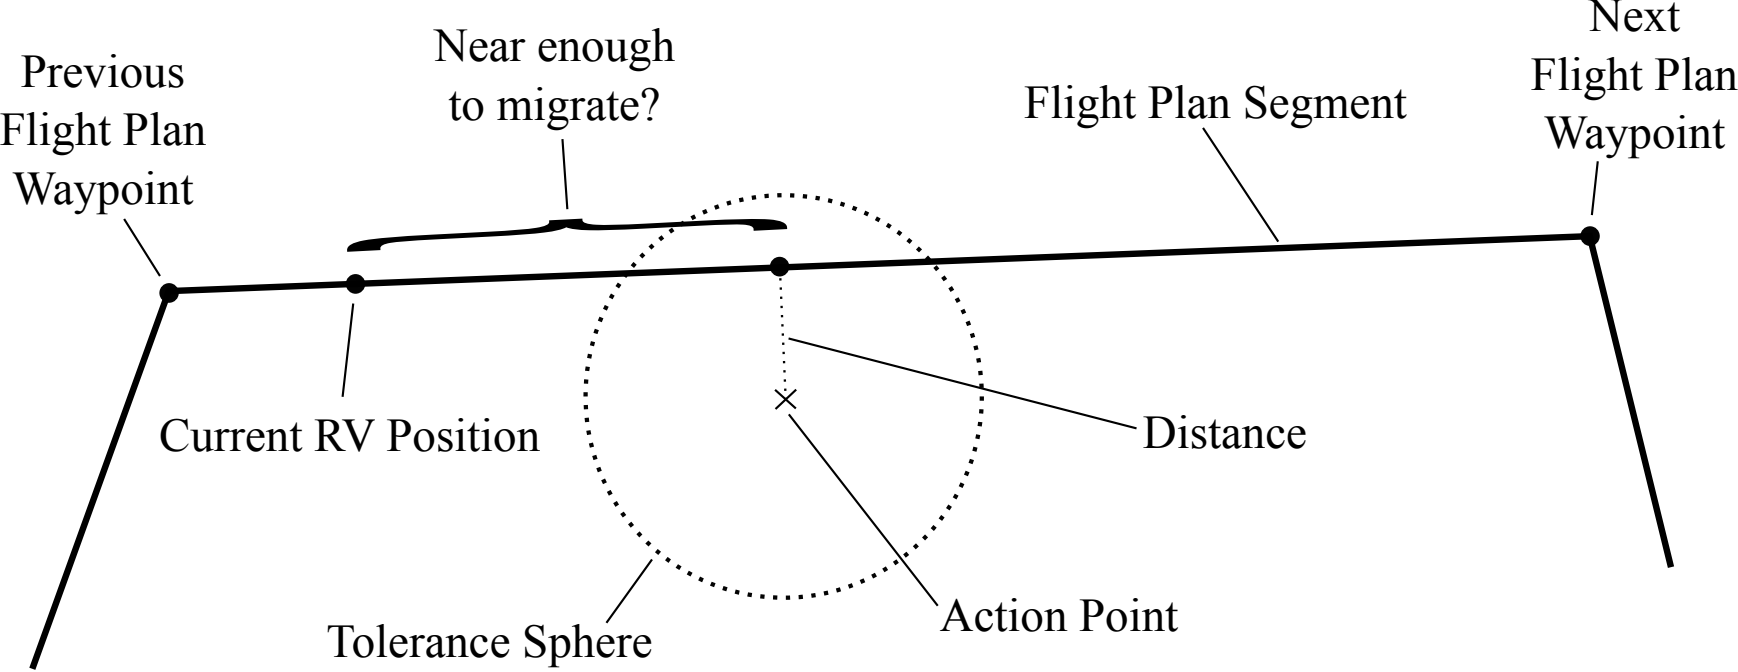 Previous
Flight Plan
Waypoint
Near enough
to migrate?
Flight Plan Segment
Next
Flight Plan
Waypoint
Current RV Position
Distance
Tolerance Sphere
Action Point